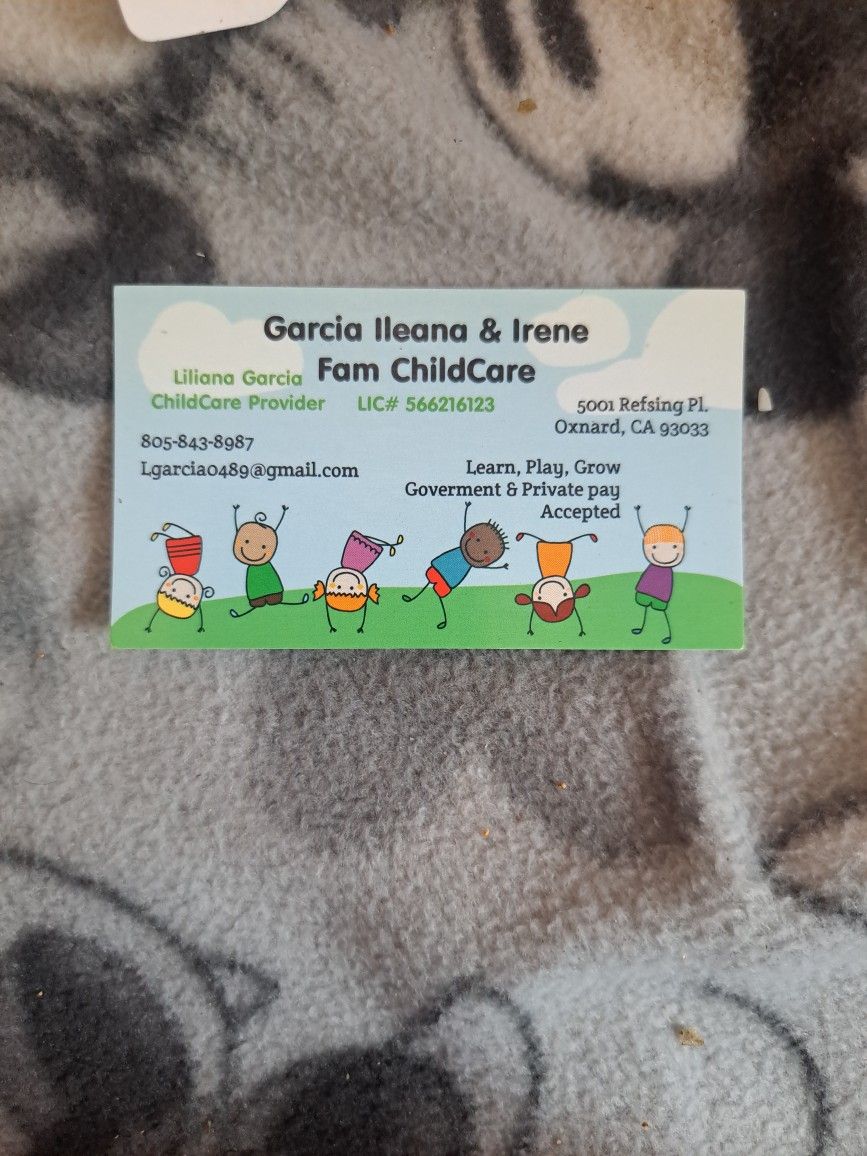 Garcia Ileana & Irene
Fam ChildCare
Liliana Garcia
ChildCare Provider
LIC# 566216123
5001 Refsing Pl.
Oxnard, CA 93033
805-843-8987
Lgarcia0489@gmail.com
Learn, Play, Grow
Goverment & Private pay
Accepted